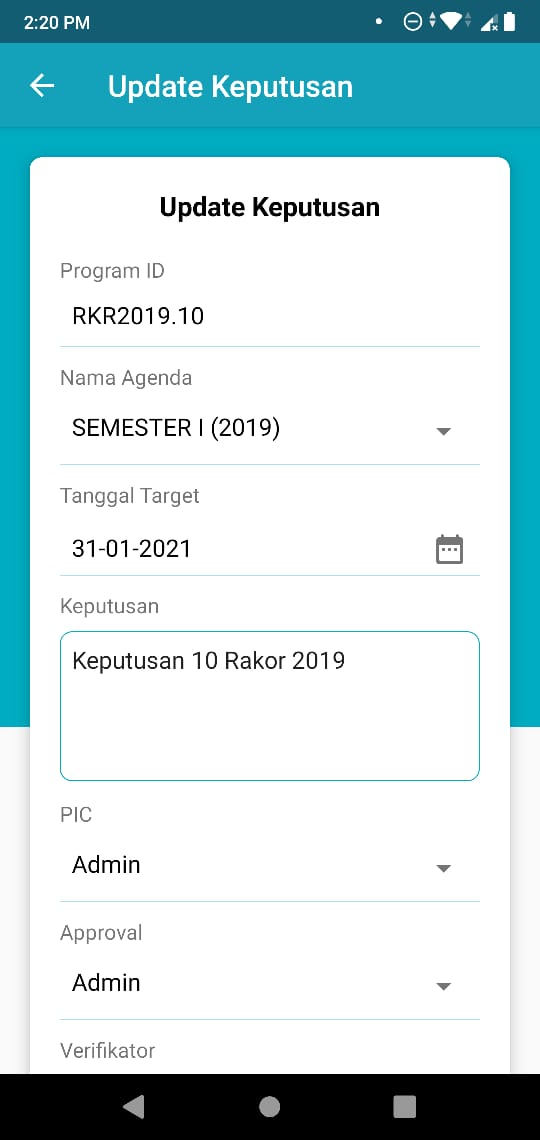 2:20 PM
Update Keputusan
Update Keputusan
Program ID
RKR2019.10
Nama Agenda
SEMESTER I (2019)
Tanggal Target
31-01-2021
Keputusan
Keputusan 10 Rakor 2019
PIC
Admin
Approval
Admin
Verifikator